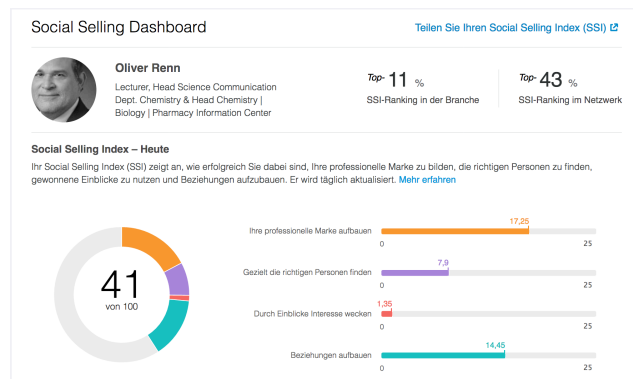 Social Selling Dashboard
Teilen Sie Ihren Social Selling Index (SSI)
Oliver Renn
Lecturer, Head Science Communication
Dept. Chemistry & Head Chemistry |
Biology | Pharmacy Information Center
Top- 11 %
SSI-Ranking in der Branche
Top- 43 %
SSI-Ranking im Netzwerk
Social Selling Index – Heute
Ihr Social Selling Index (SSI) zeigt an, wie erfolgreich Sie dabei sind, Ihre professionelle Marke zu bilden, die richtigen Personen zu finden,
gewonnene Einblicke zu nutzen und Beziehungen aufzubauen. Er wird täglich aktualisiert. Mehr erfahren
41
von 100
17,25
Ihre professionelle Marke aufbauen
0 25
7,9
Gezielt die richtigen Personen finden
0 25
1,35
Durch Einblicke Interesse wecken
0 25
14,45
Beziehungen aufbauen
0 25